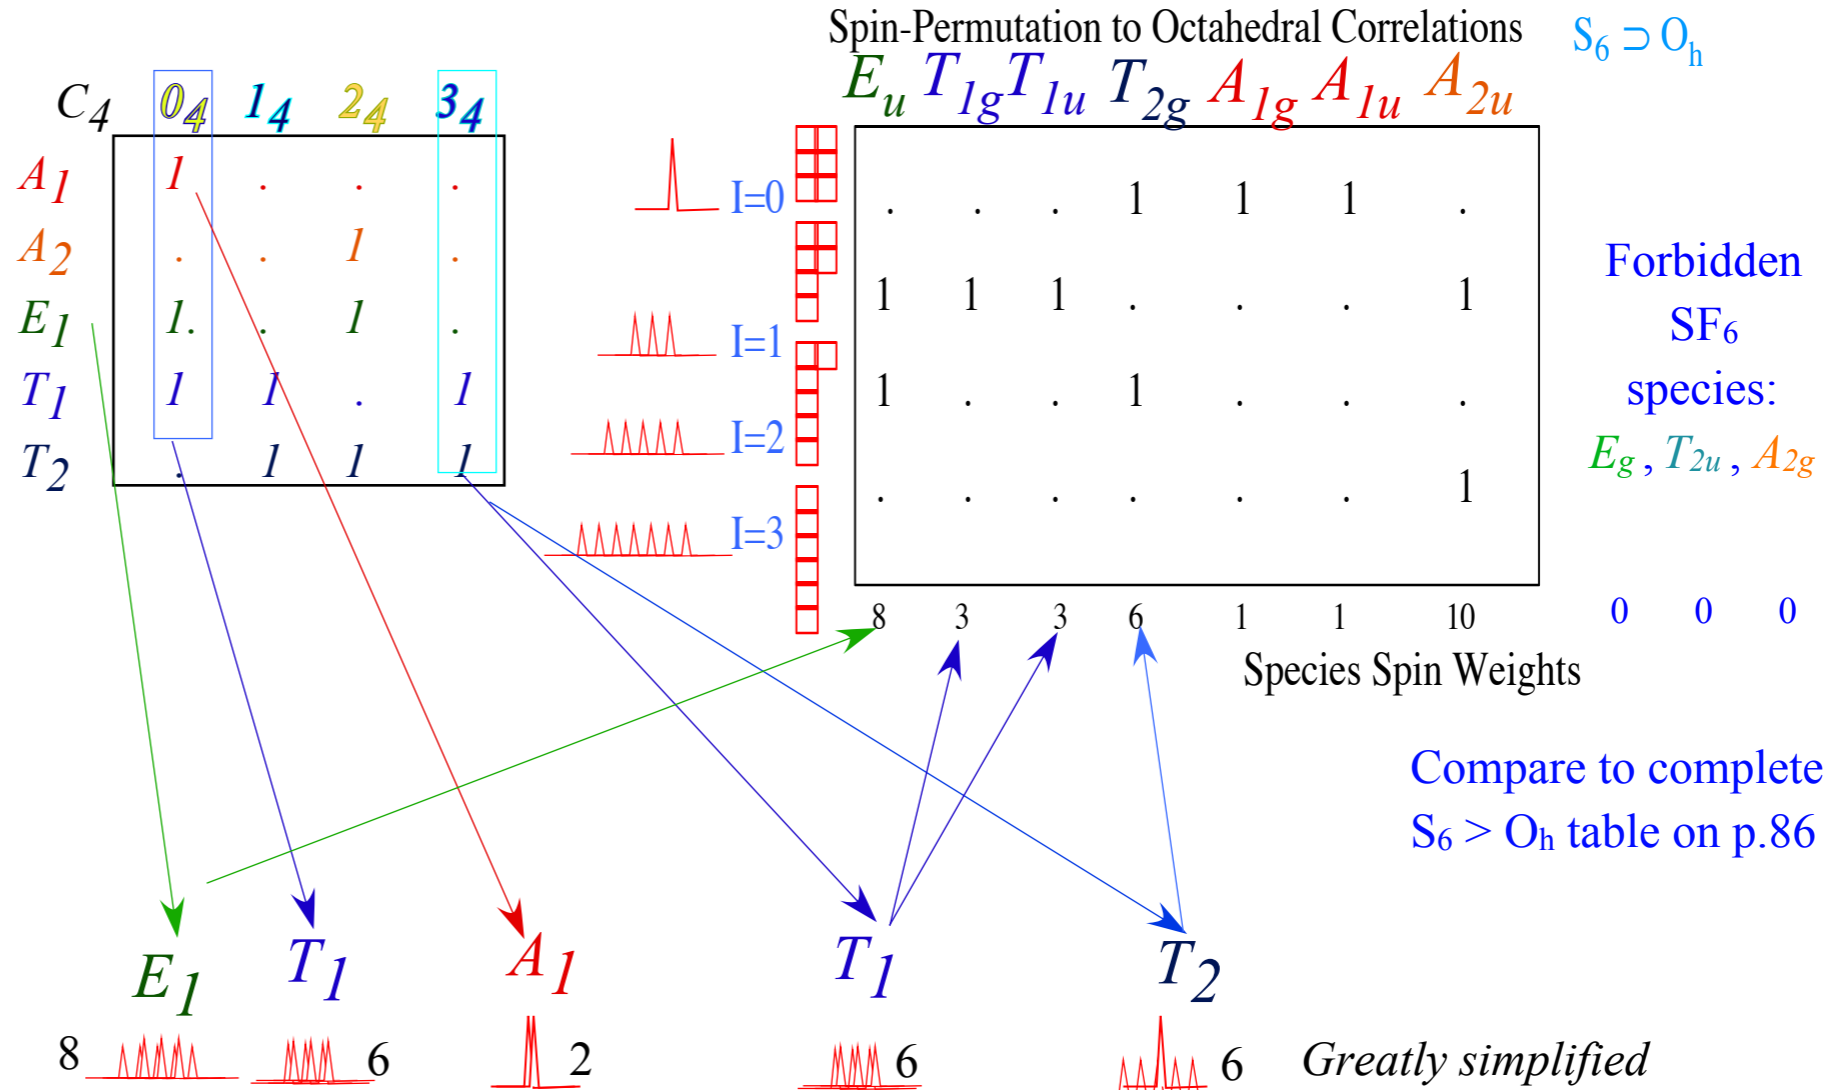 Spin-Permutation to Octahedral Correlations
S6 ⊃ Oh
Eu T1g T1u T2g A1g A1u A2u
C4 04 14 24 34
A1 1 . . .
A2 . . 1 .
E1 1. . 1 .
T1 1 1 . 1
T2 . 1 1 1
I=0 . . . 1 1 1 .
I=1 1 1 1 . . . 1
I=2 1 . . 1 . . .
I=3 . . . . . . 1
8 3 3 6 1 1 10
Species Spin Weights
Forbidden
SF6
species:
Eg , T2u , A2g
0 0 0
Compare to complete
S6 > Oh table on p.86
E1 T1 A1 T1 T2
8 6 2 6 6 Greatly simplified